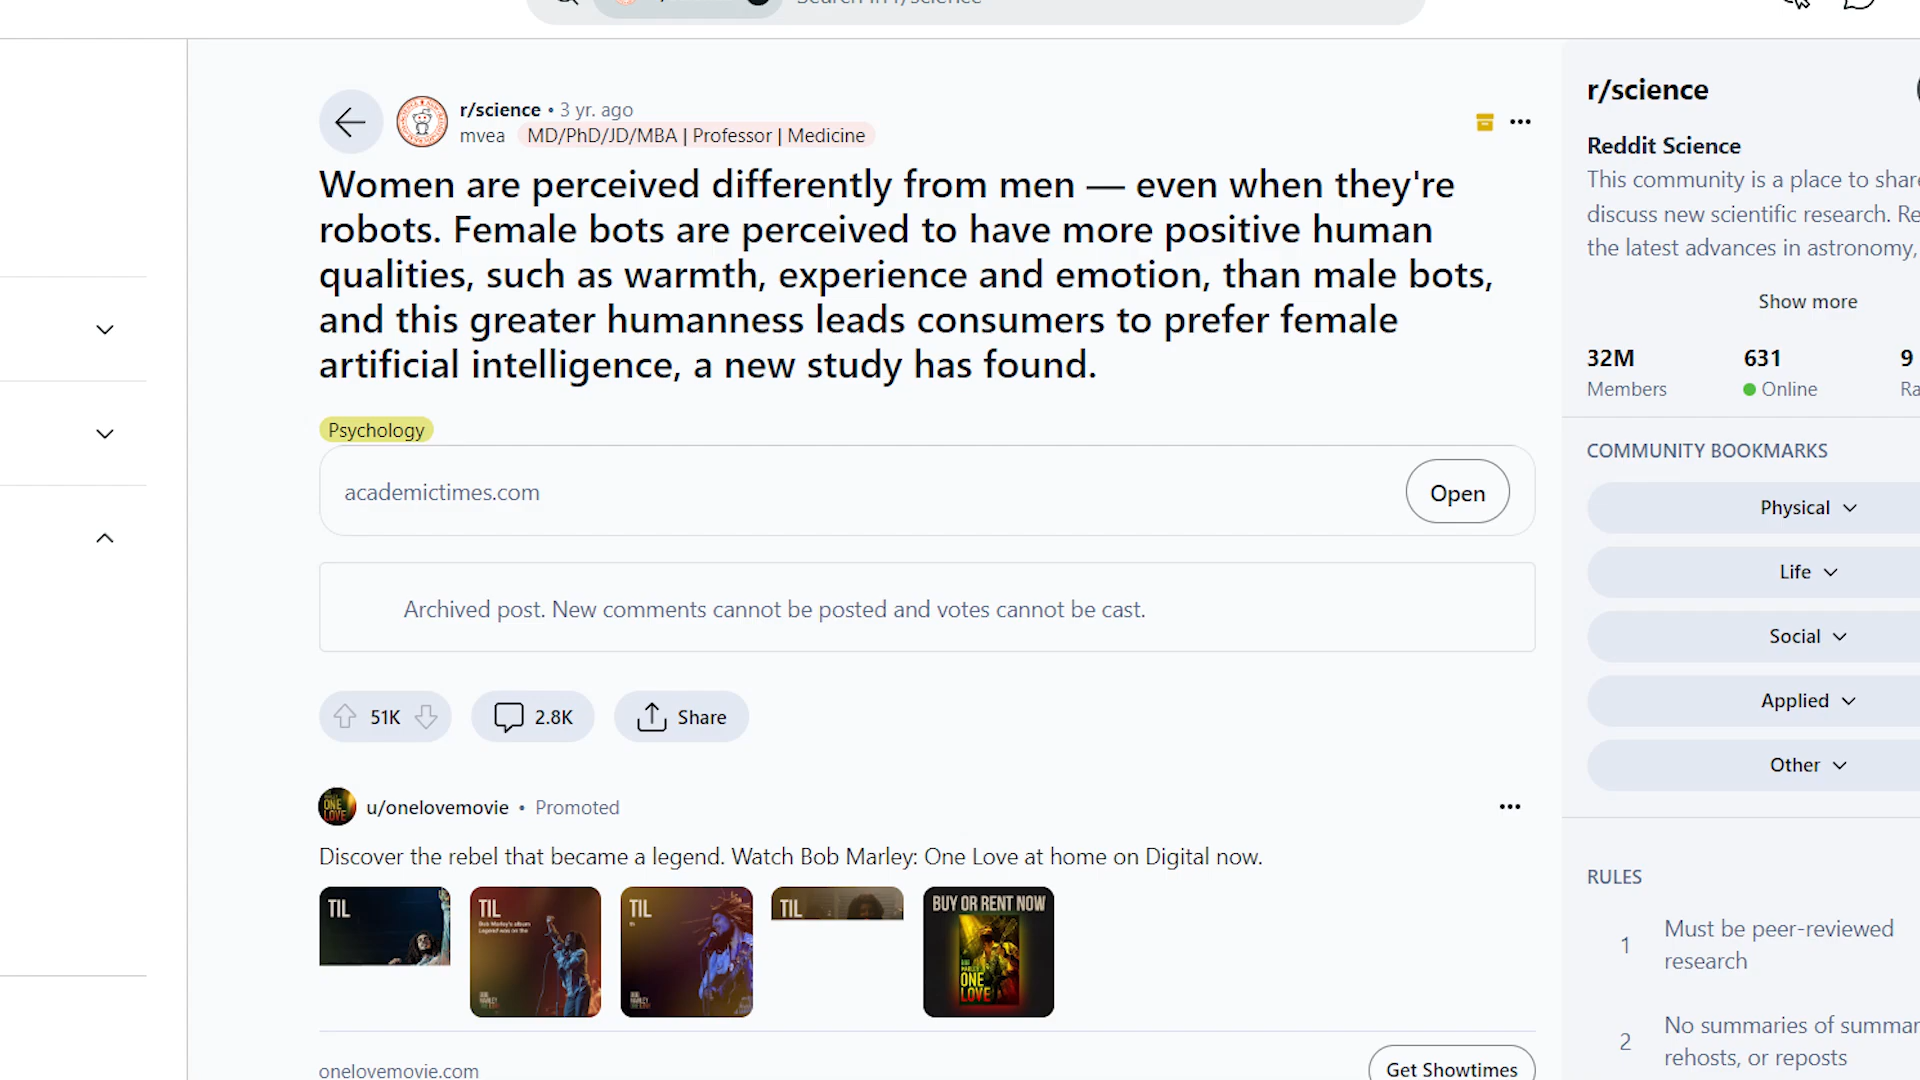 r/science • 3 yr. ago
mvea MD/PhD/JD/MBA | Professor | Medicine
Women are perceived differently from men — even when they're
robots. Female bots are perceived to have more positive human
qualities, such as warmth, experience and emotion, than male bots,
and this greater humanness leads consumers to prefer female
artificial intelligence, a new study has found.
Psychology
academictimes.com
Open
Archived post. New comments cannot be posted and votes cannot be cast.
51K
2.8K
Share
u/onelovemovie • Promoted
Discover the rebel that became a legend. Watch Bob Marley: One Love at home on Digital now.
TIL
TIL
Bob Marley's album
Legend was on the
TIL
TIL
BUY OR RENT NOW
ONE
LOVE
onelovemovie.com
Get Showtimes
r/science
Reddit Science
This community is a place to share
discuss new scientific research. Re
the latest advances in astronomy,
Show more
32M
Members
631
Online
9
Ra
COMMUNITY BOOKMARKS
Physical
Life
Social
Applied
Other
RULES
1
Must be peer-reviewed
research
2
No summaries of summar
rehosts, or reposts